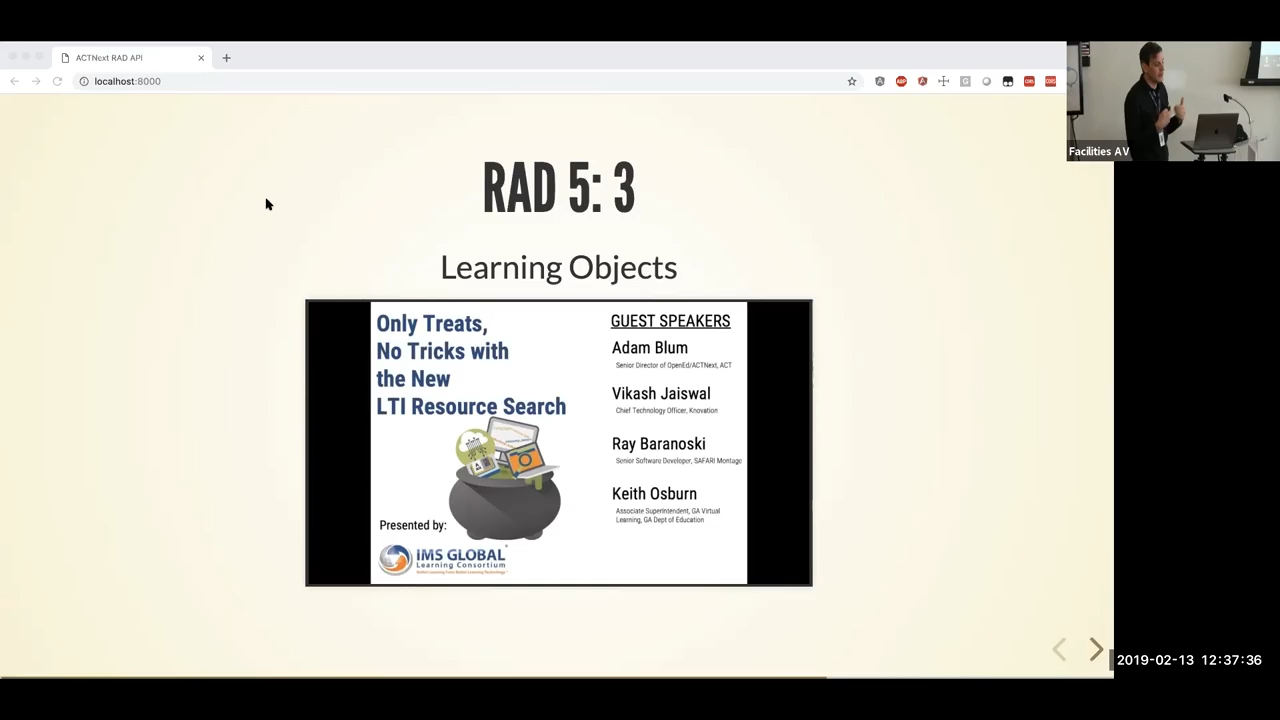 ACTNext RAD API
localhost:8000
Facilities AV
RAD 5: 3
Learning Objects
Only Treats,
No Tricks with
the New
LTI Resource Search
Presented by:
IMS GLOBAL
Learning Consortium
GUEST SPEAKERS
Adam Blum
Senior Director of OpenEd/ACTNext, ACT
Vikash Jaiswal
Chief Technology Officer, Knovation
Ray Baranoski
Senior Software Developer, SAFARI Montage
Keith Osburn
Associate Superintendent, GA Virtual
Learning, GA Dept of Education
2019-02-13 12:37:36